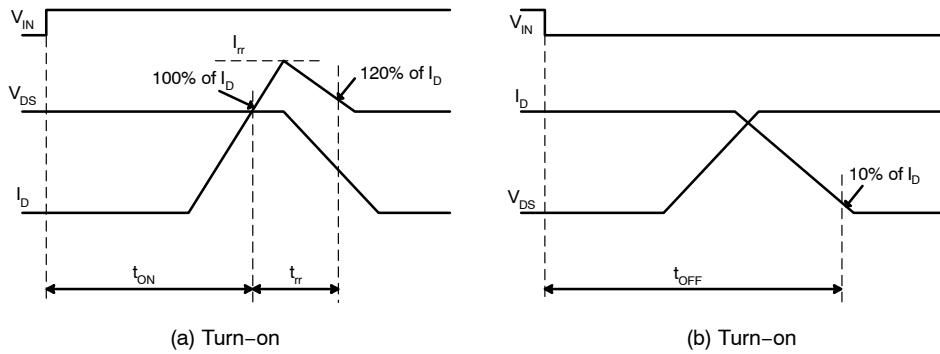 V_IN
I_rr
100% of I_D
120% of I_D
V_DS
I_D
t_ON
t_rr
(a) Turn−on
V_IN
I_D
10% of I_D
V_DS
t_OFF
(b) Turn−on